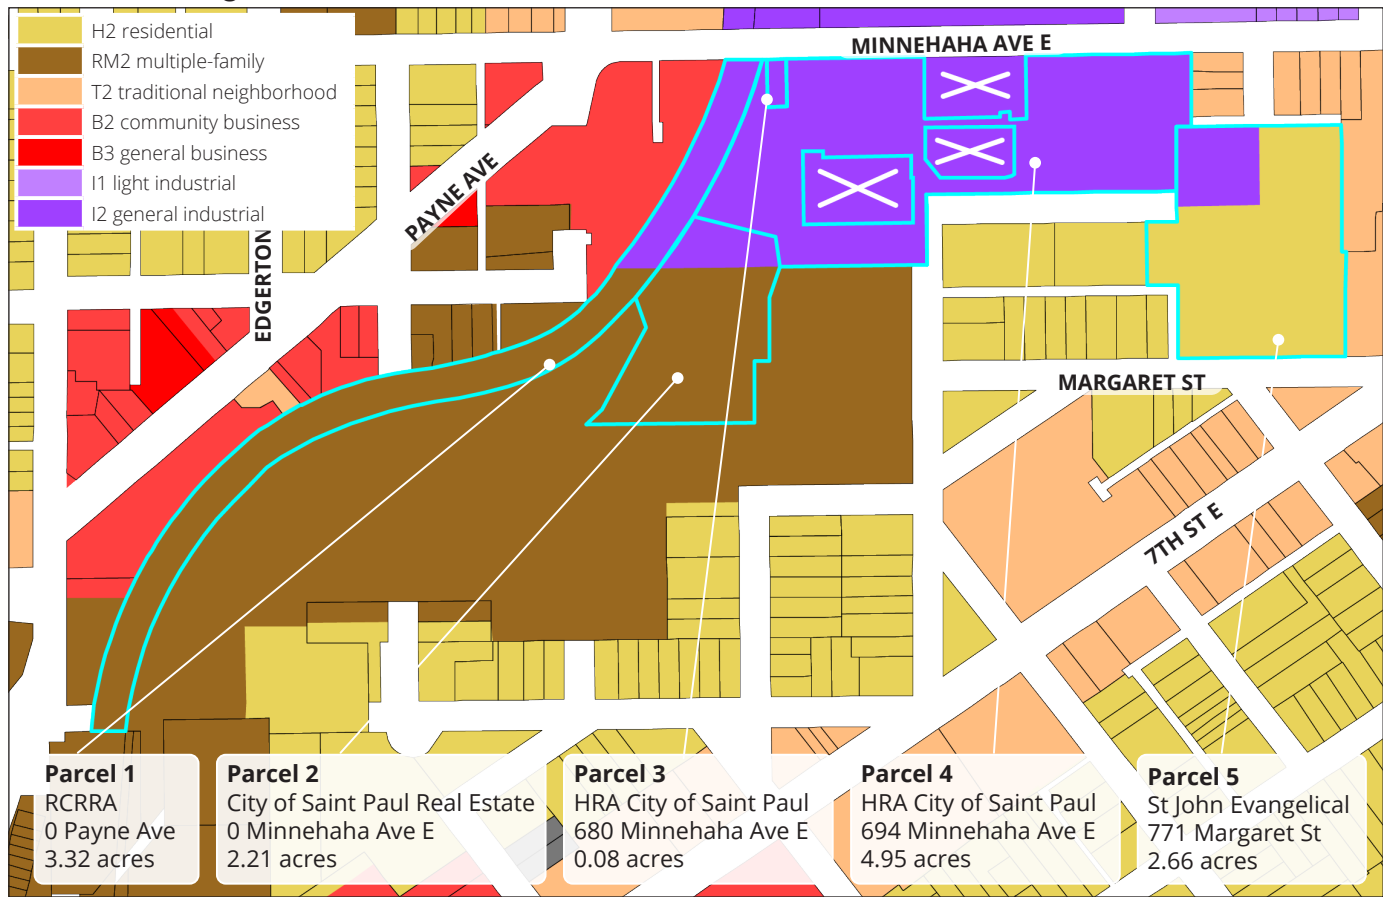 H2 residential
RM2 multiple-family
T2 traditional neighborhood
B2 community business
B3 general business
I1 light industrial
I2 general industrial
MINNEHAHA AVE E
PAYNE AVE
EDGERTON
MARGARET ST
7TH ST E
Parcel 1
RCRRA
0 Payne Ave
3.32 acres
Parcel 2
City of Saint Paul Real Estate
0 Minnehaha Ave E
2.21 acres
Parcel 3
HRA City of Saint Paul
680 Minnehaha Ave E
0.08 acres
Parcel 4
HRA City of Saint Paul
694 Minnehaha Ave E
4.95 acres
Parcel 5
St John Evangelical
771 Margaret St
2.66 acres